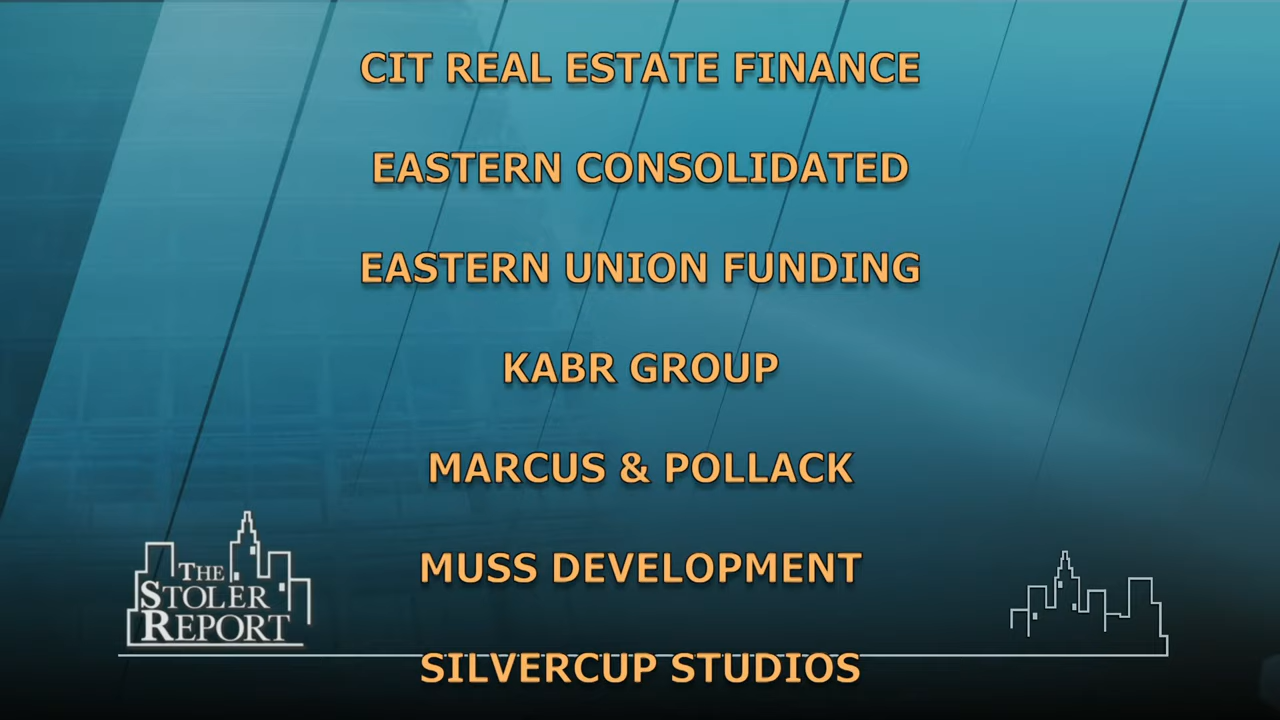 CIT REAL ESTATE FINANCE
EASTERN CONSOLIDATED
EASTERN UNION FUNDING
KABR GROUP
MARCUS & POLLACK
MUSS DEVELOPMENT
SILVERCUP STUDIOS
THE
STOLER
REPORT